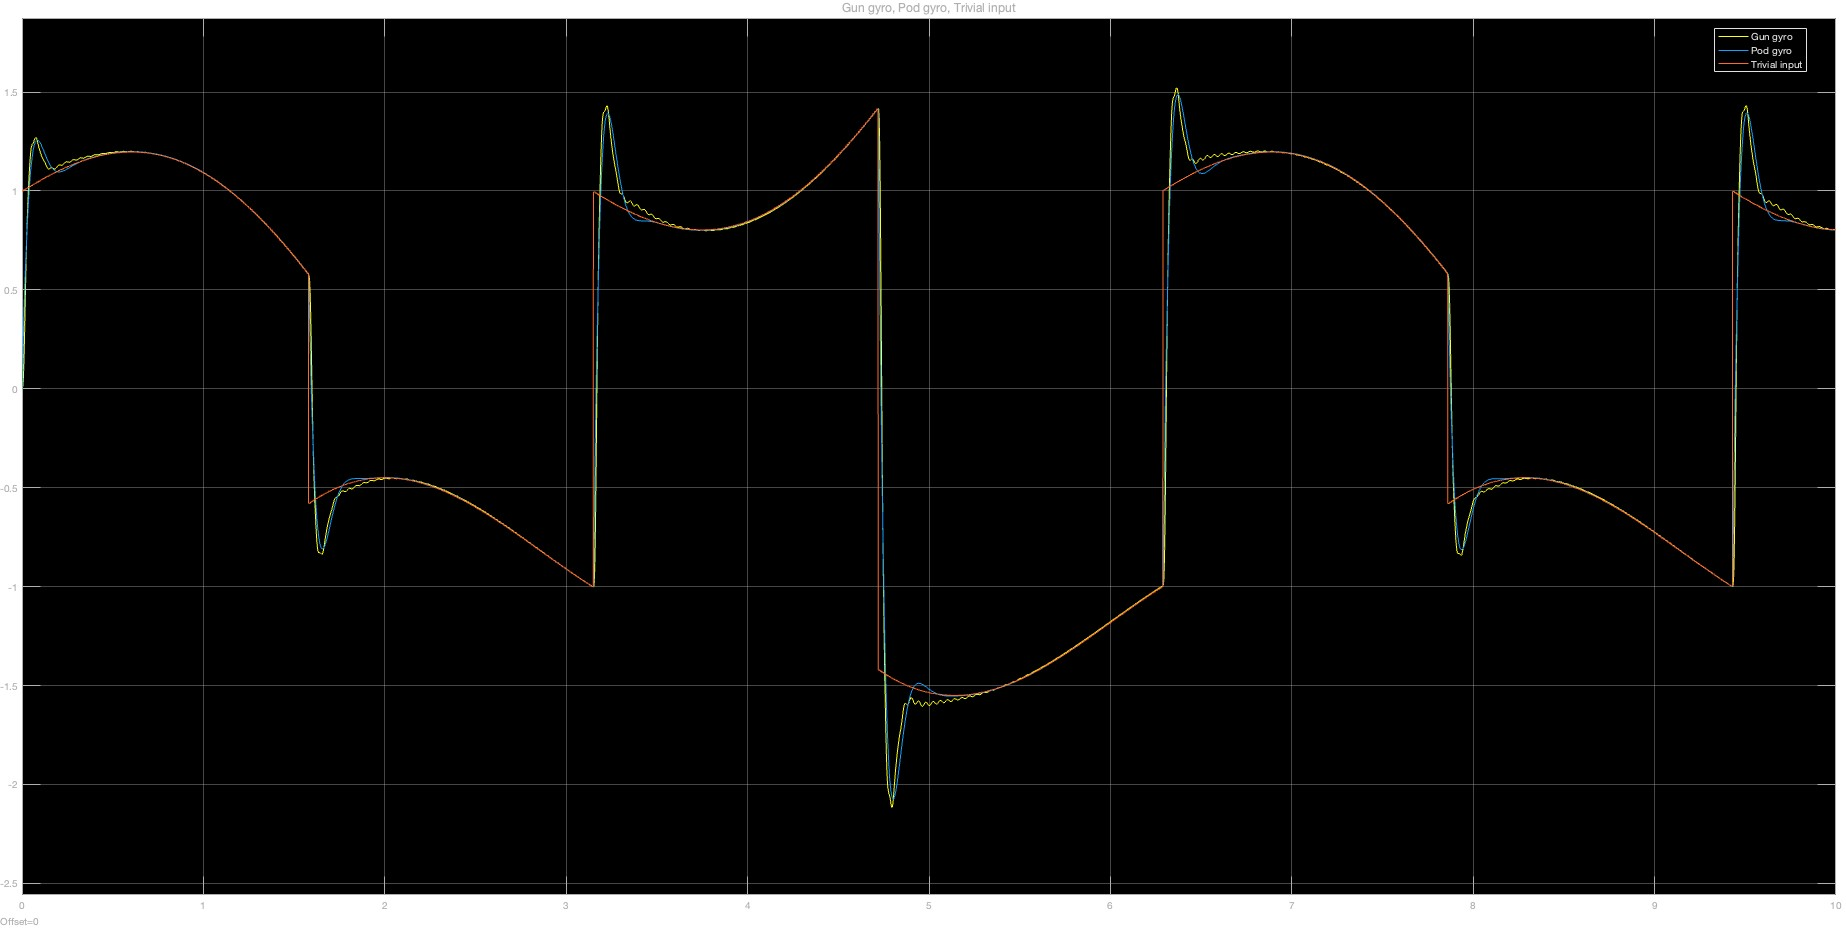 Gun gyro, Pod gyro, Trivial input
Gun gyro
Pod gyro
Trivial input
1.5
1
0.5
0
-0.5
-1
-1.5
-2
-2.5
0 1 2 3 4 5 6 7 8 9 10
Offset=0